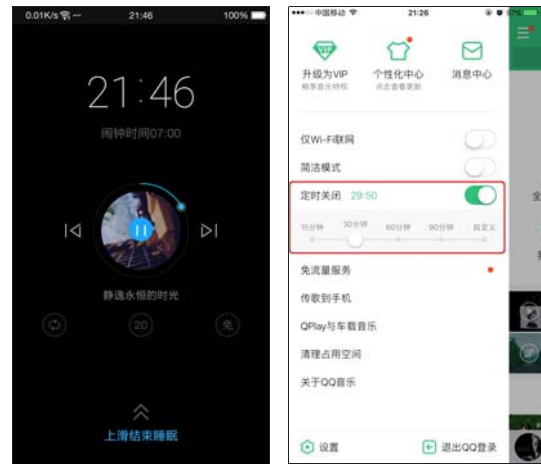 0.01K/s ··· 21:46 100%
21:46
闹钟时间07:00
静逸永恒的时光
20
免
上滑结束睡眠
中国移动 21:26 97%
升级为VIP 个性化中心 消息中心
畅享音乐特权 点击查看更新
仅Wi-Fi联网
简洁模式
定时关闭 29:50
15分钟 30分钟 60分钟 90分钟 自定义
免流量服务
传歌到手机
QPlay与车载音乐
清理占用空间
关于QQ音乐
设置 退出QQ登录
全